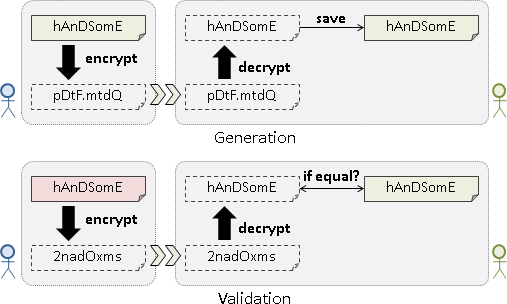 hAnDSomE
hAnDSomE
save
hAnDSomE
encrypt
decrypt
pDtF.mtdQ
pDtF.mtdQ
Generation
hAnDSomE
hAnDSomE
if equal?
hAnDSomE
encrypt
decrypt
2nadOxms
2nadOxms
Validation